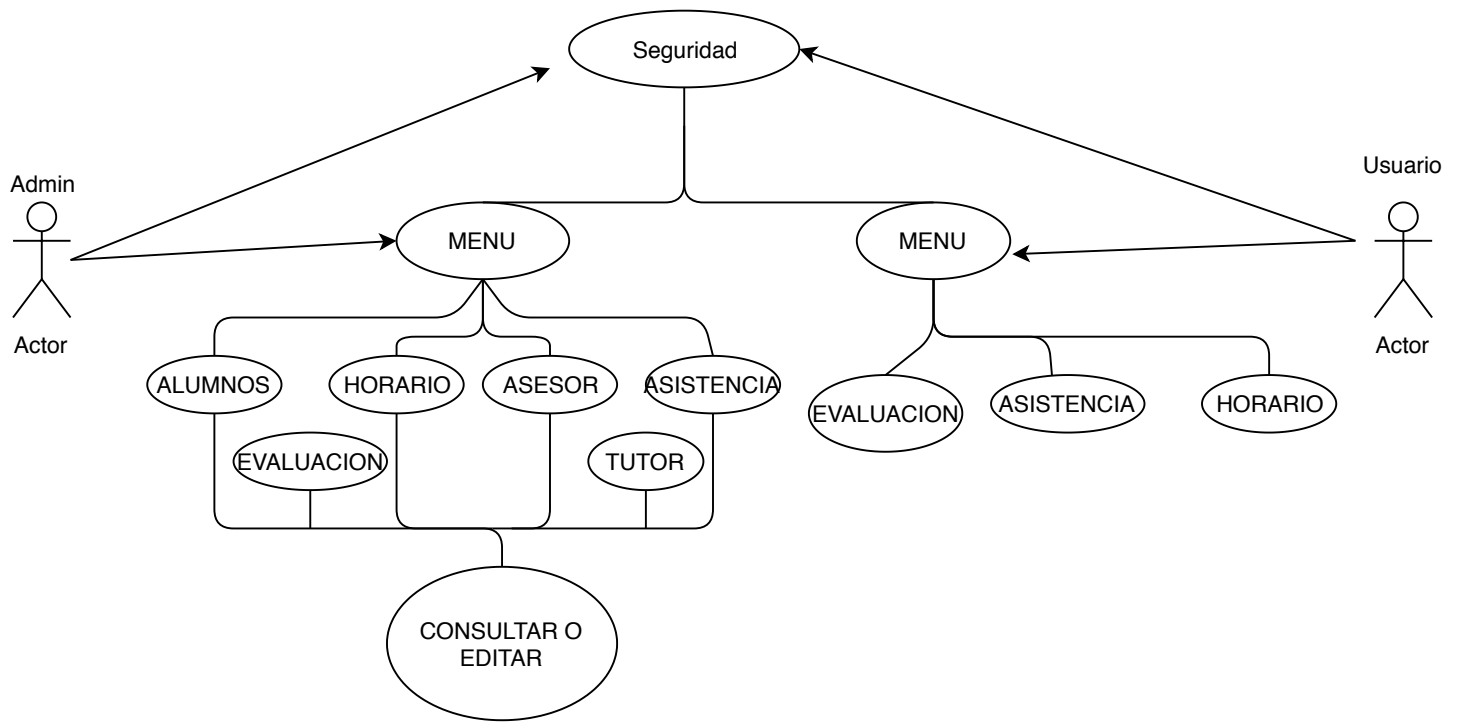 Seguridad
Admin
Usuario
MENU
MENU
Actor
Actor
ALUMNOS
HORARIO
ASESOR
ASISTENCIA
EVALUACION
ASISTENCIA
HORARIO
EVALUACION
TUTOR
CONSULTAR O
EDITAR